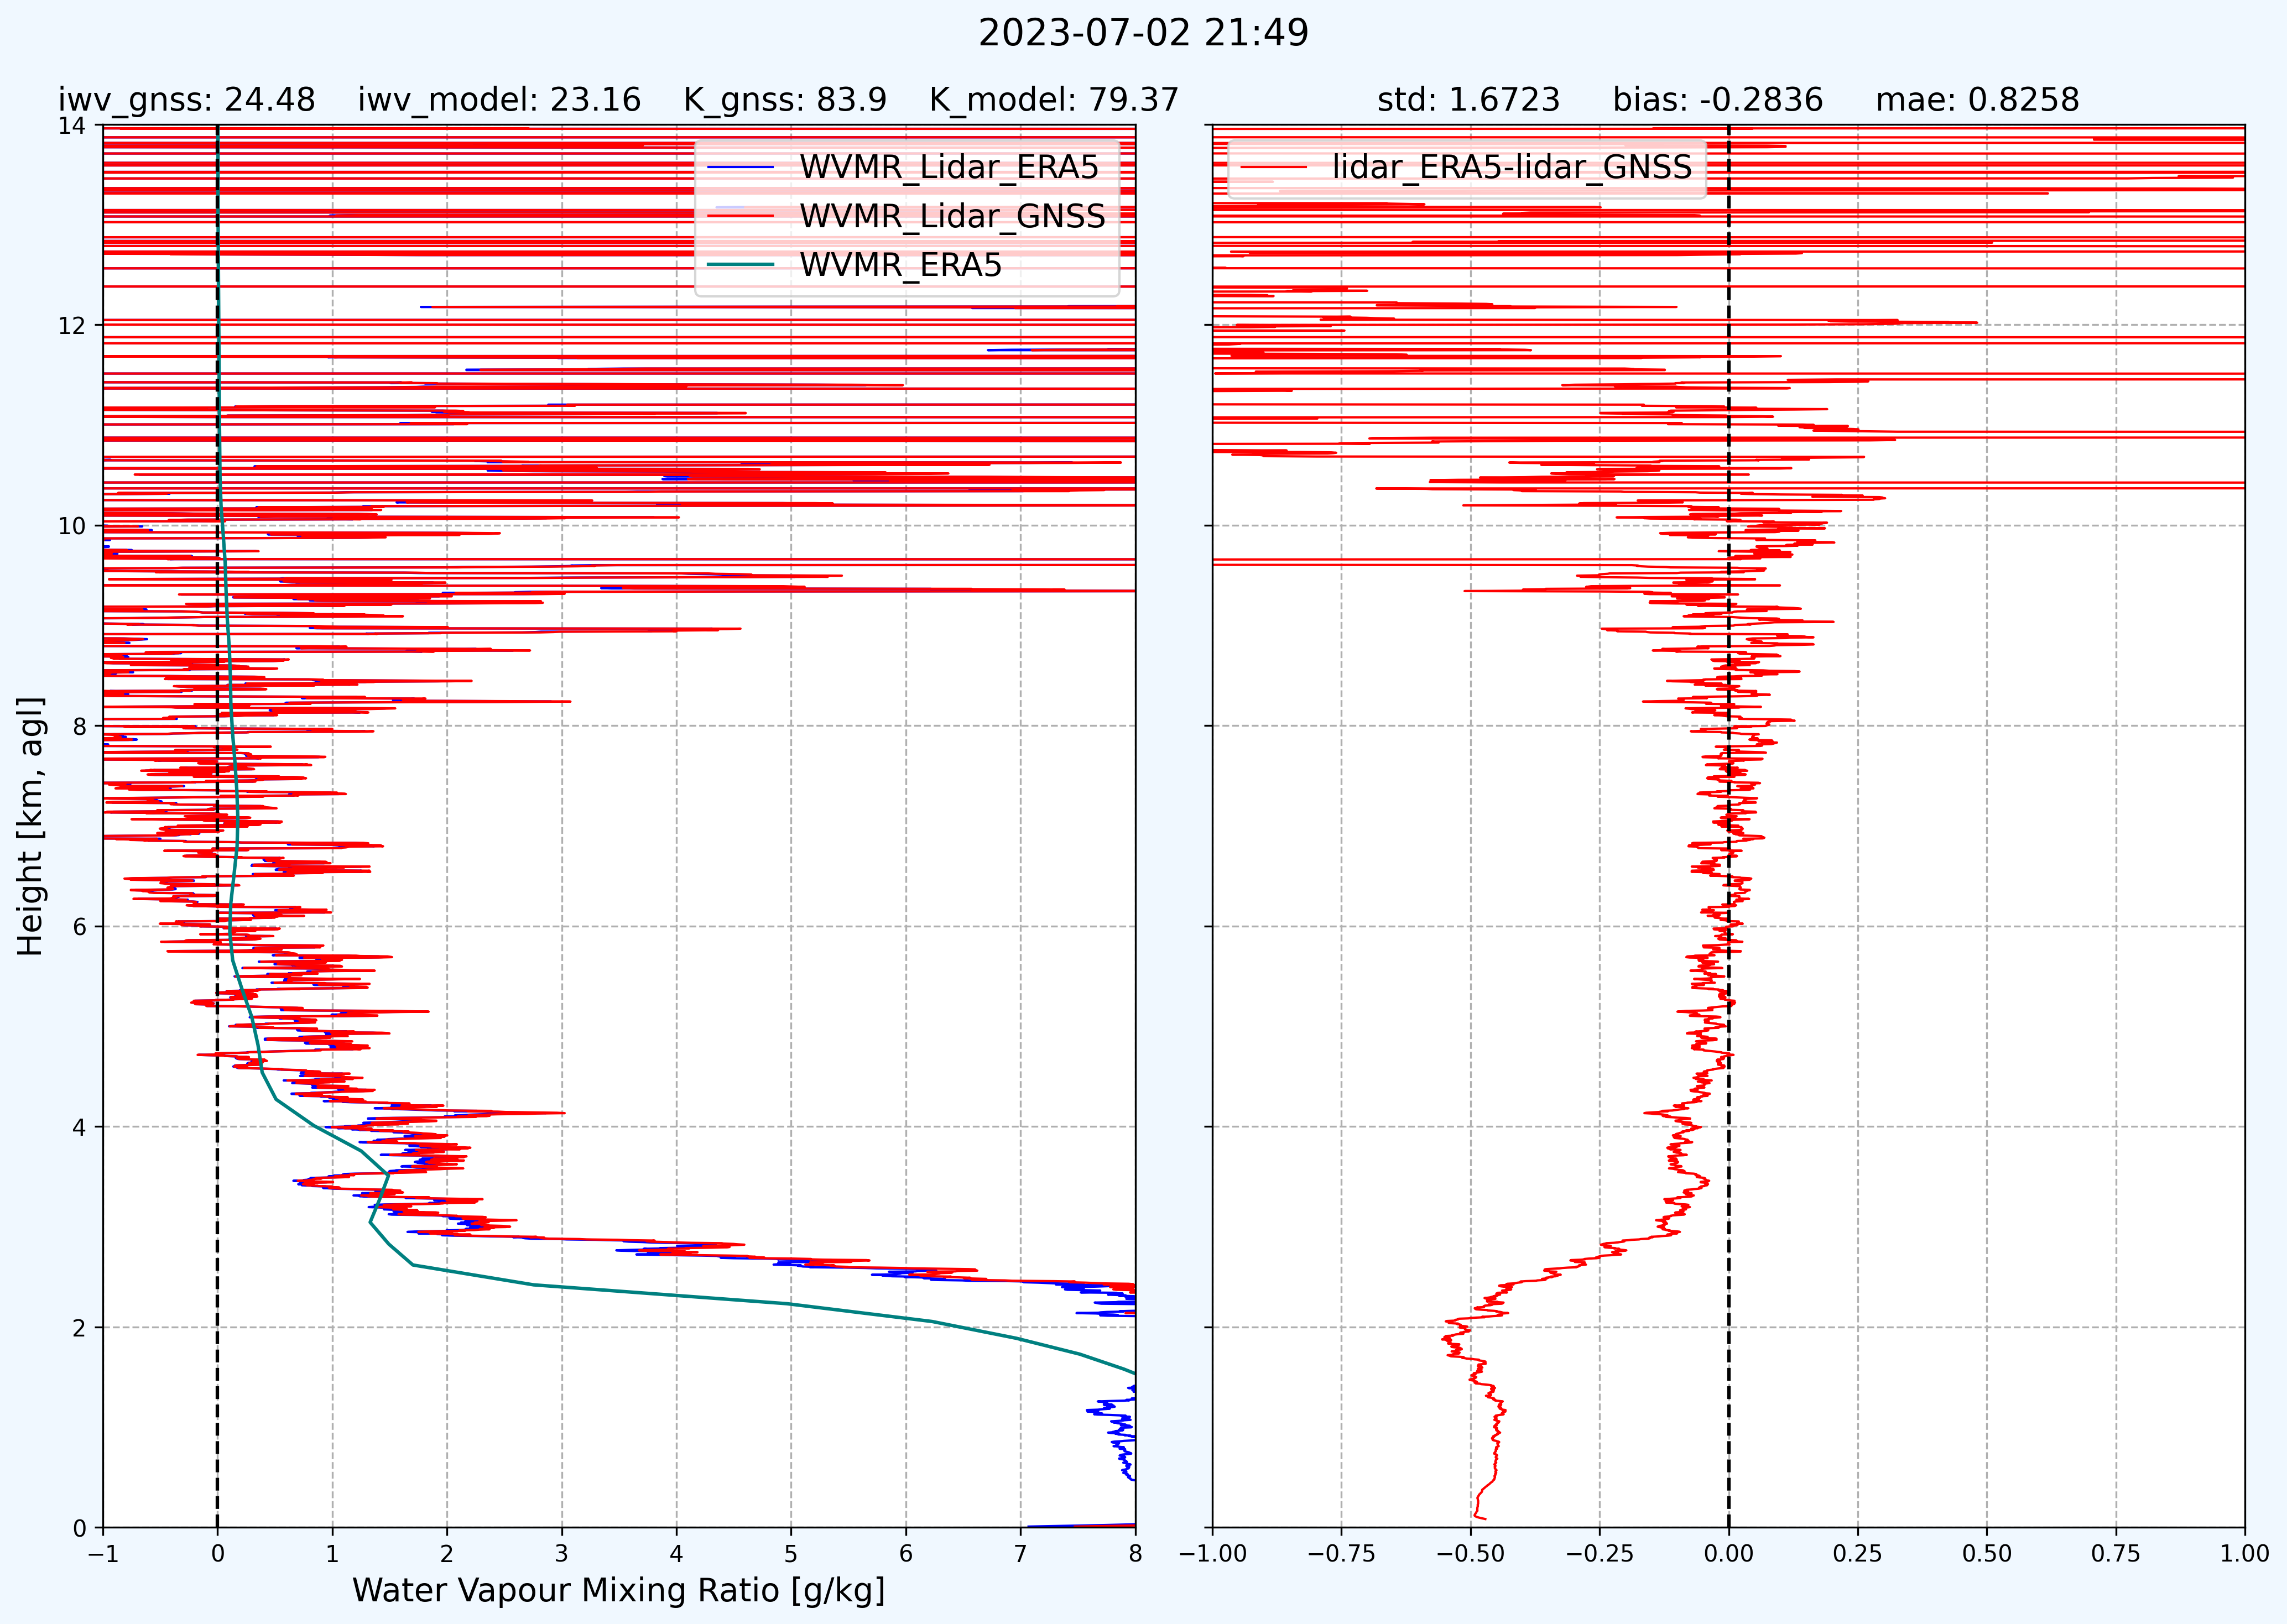 2023-07-02 21:49
iwv_gnss: 24.48 iwv_model: 23.16 K_gnss: 83.9 K_model: 79.37
std: 1.6723 bias: -0.2836 mae: 0.8258
WVMR_Lidar_ERA5
WVMR_Lidar_GNSS
WVMR_ERA5
lidar_ERA5-lidar_GNSS
Height [km, agl]
14
12
10
8
6
4
2
0
−1 0 1 2 3 4 5 6 7 8
Water Vapour Mixing Ratio [g/kg]
−1.00 −0.75 −0.50 −0.25 0.00 0.25 0.50 0.75 1.00